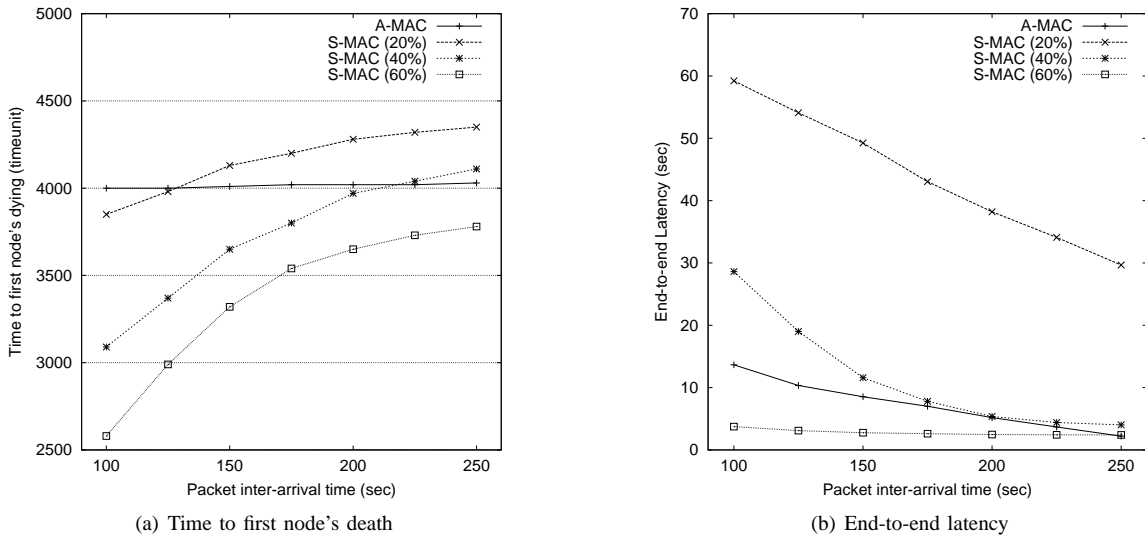 5000
4500
4000
3500
3000
2500
100
150
200
250
Time to first node's dying (timeunit)
Packet inter-arrival time (sec)
A-MAC
S-MAC (20%)
S-MAC (40%)
S-MAC (60%)
(a) Time to first node's death
70
60
50
40
30
20
10
0
100
150
200
250
End-to-end Latency (sec)
Packet inter-arrival time (sec)
A-MAC
S-MAC (20%)
S-MAC (40%)
S-MAC (60%)
(b) End-to-end latency